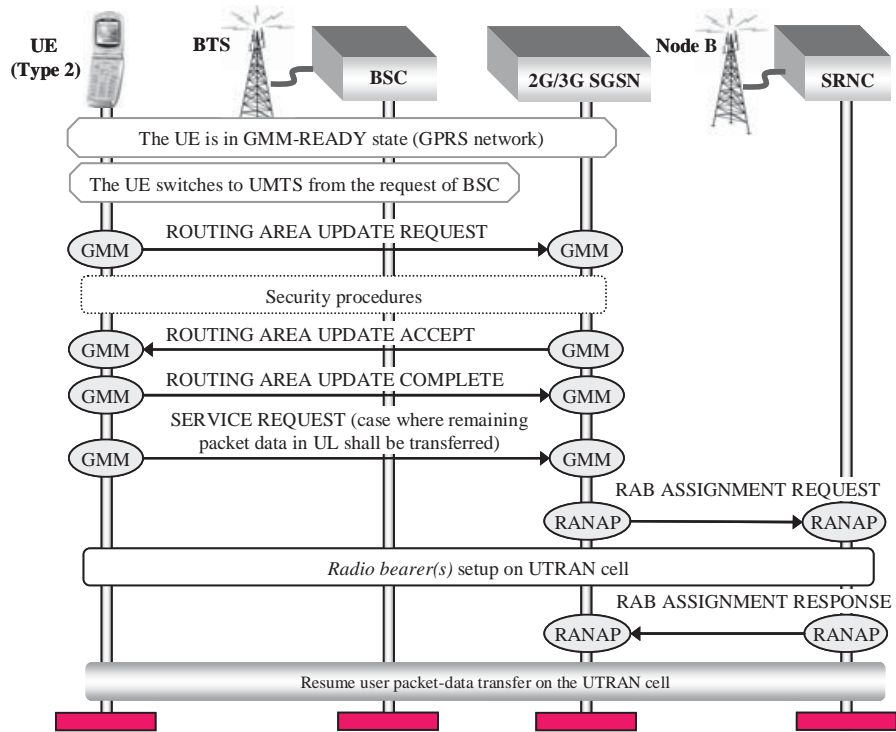 UE
(Type 2)
BTS
BSC
2G/3G SGSN
Node B
SRNC
The UE is in GMM-READY state (GPRS network)
The UE switches to UMTS from the request of BSC
ROUTING AREA UPDATE REQUEST
GMM
GMM
Security procedures
ROUTING AREA UPDATE ACCEPT
GMM
GMM
ROUTING AREA UPDATE COMPLETE
GMM
GMM
SERVICE REQUEST (case where remaining
packet data in UL shall be transferred)
GMM
GMM
RAB ASSIGNMENT REQUEST
RANAP
RANAP
Radio bearer(s) setup on UTRAN cell
RAB ASSIGNMENT RESPONSE
RANAP
RANAP
Resume user packet-data transfer on the UTRAN cell